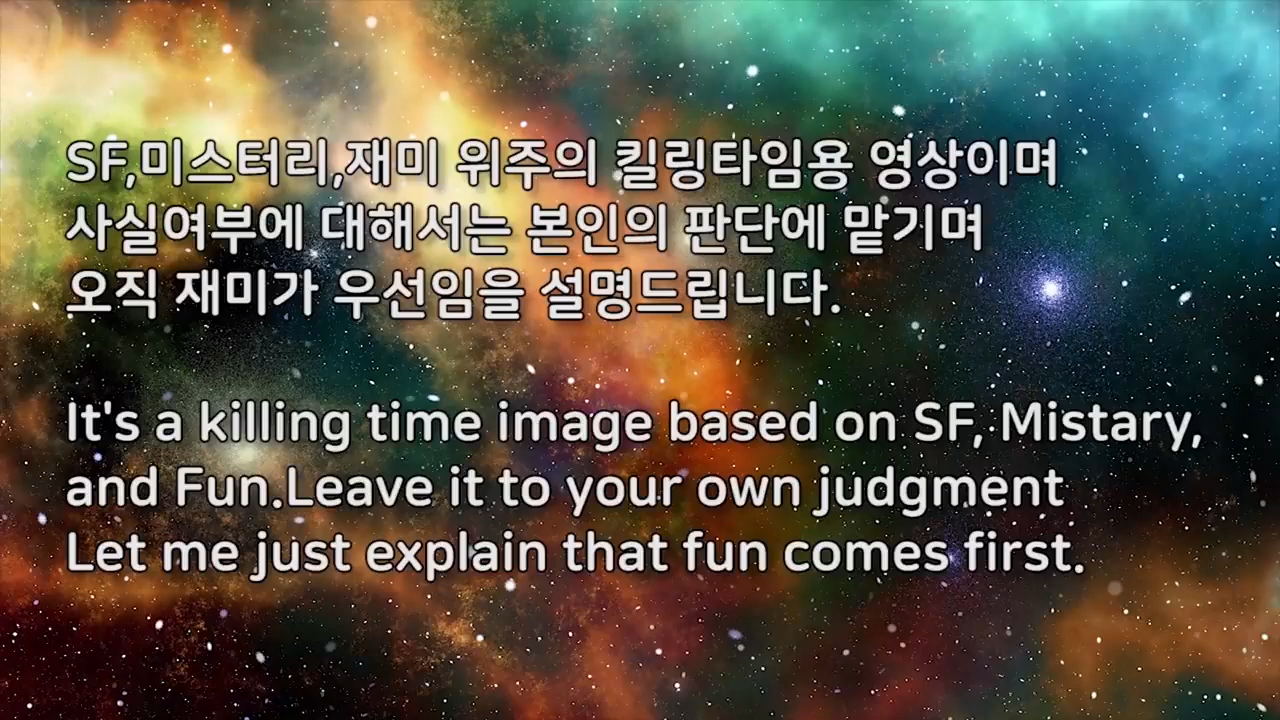 SF,미스터리,재미 위주의 킬링타임용 영상이며
사실여부에 대해서는 본인의 판단에 맡기며
오직 재미가 우선임을 설명드립니다.
It's a killing time image based on SF, Mistary,
and Fun.Leave it to your own judgment
Let me just explain that fun comes first.